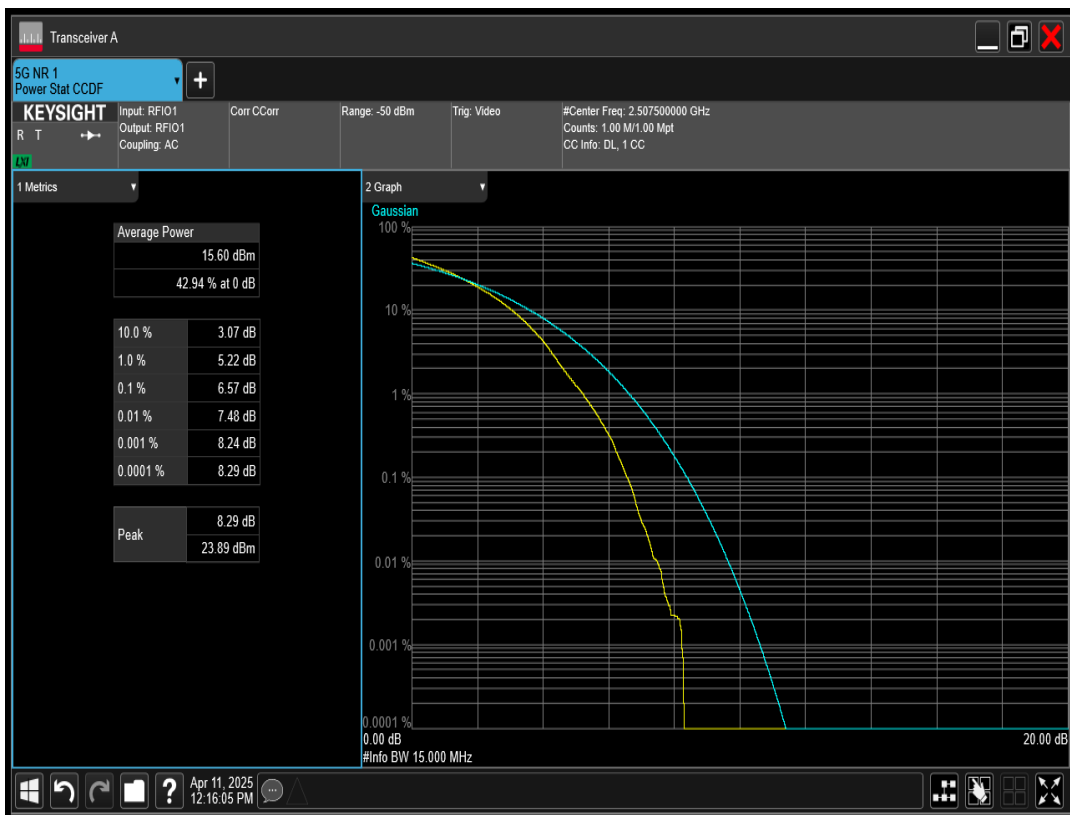 Transceiver A
5G NR 1
Power Stat CCDF
+
KEYSIGHT
R T
LXI
Input: RFIO1
Output: RFIO1
Coupling: AC
Corr CCorr
Range: -50 dBm
Trig: Video
#Center Freq: 2.507500000 GHz
Counts: 1.00 M/1.00 Mpt
CC Info: DL, 1 CC
1 Metrics
Average Power
15.60 dBm
42.94 % at 0 dB
10.0 % 3.07 dB
1.0 % 5.22 dB
0.1 % 6.57 dB
0.01 % 7.48 dB
0.001 % 8.24 dB
0.0001 % 8.29 dB
Peak
8.29 dB
23.89 dBm
2 Graph
Gaussian
100 %
10 %
1 %
0.1 %
0.01 %
0.001 %
0.0001 %
0.00 dB 20.00 dB
#Info BW 15.000 MHz
?
Apr 11, 2025
12:16:05 PM